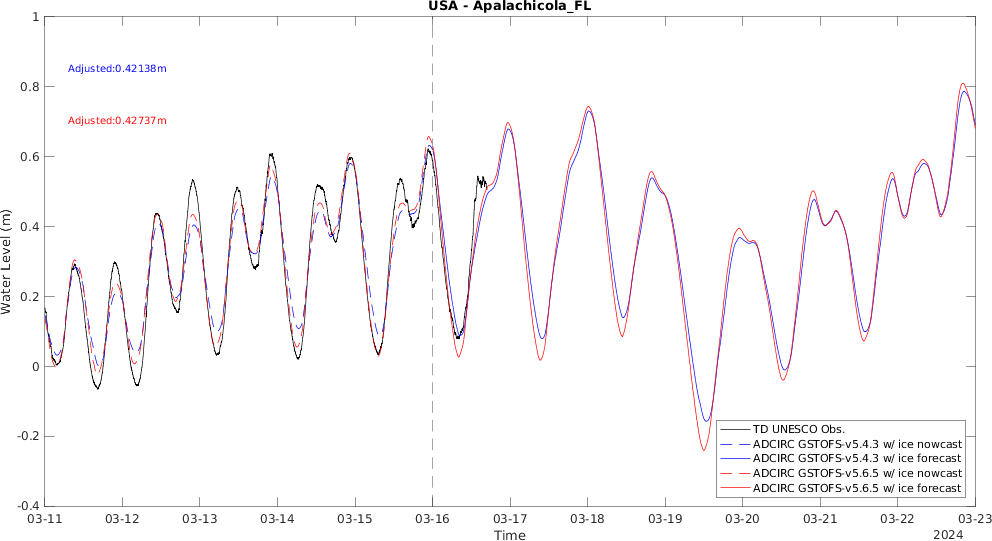 USA - Apalachicola_FL
1
0.8
0.6
0.4
0.2
0
-0.2
-0.4
Water Level (m)
Adjusted:0.42138m
Adjusted:0.42737m
TD UNESCO Obs.
ADCIRC GSTOFS-v5.4.3 w/ ice nowcast
ADCIRC GSTOFS-v5.4.3 w/ ice forecast
ADCIRC GSTOFS-v5.6.5 w/ ice nowcast
ADCIRC GSTOFS-v5.6.5 w/ ice forecast
03-11 03-12 03-13 03-14 03-15 03-16 03-17 03-18 03-19 03-20 03-21 03-22 03-23
Time
2024